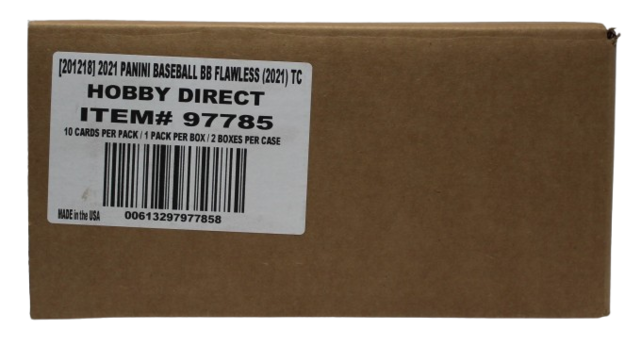 [201218] 2021 PANINI BASEBALL BB FLAWLESS (2021) TC
HOBBY DIRECT
ITEM# 97785
10 CARDS PER PACK / 1 PACK PER BOX / 2 BOXES PER CASE
MADE in the USA
00613297977858